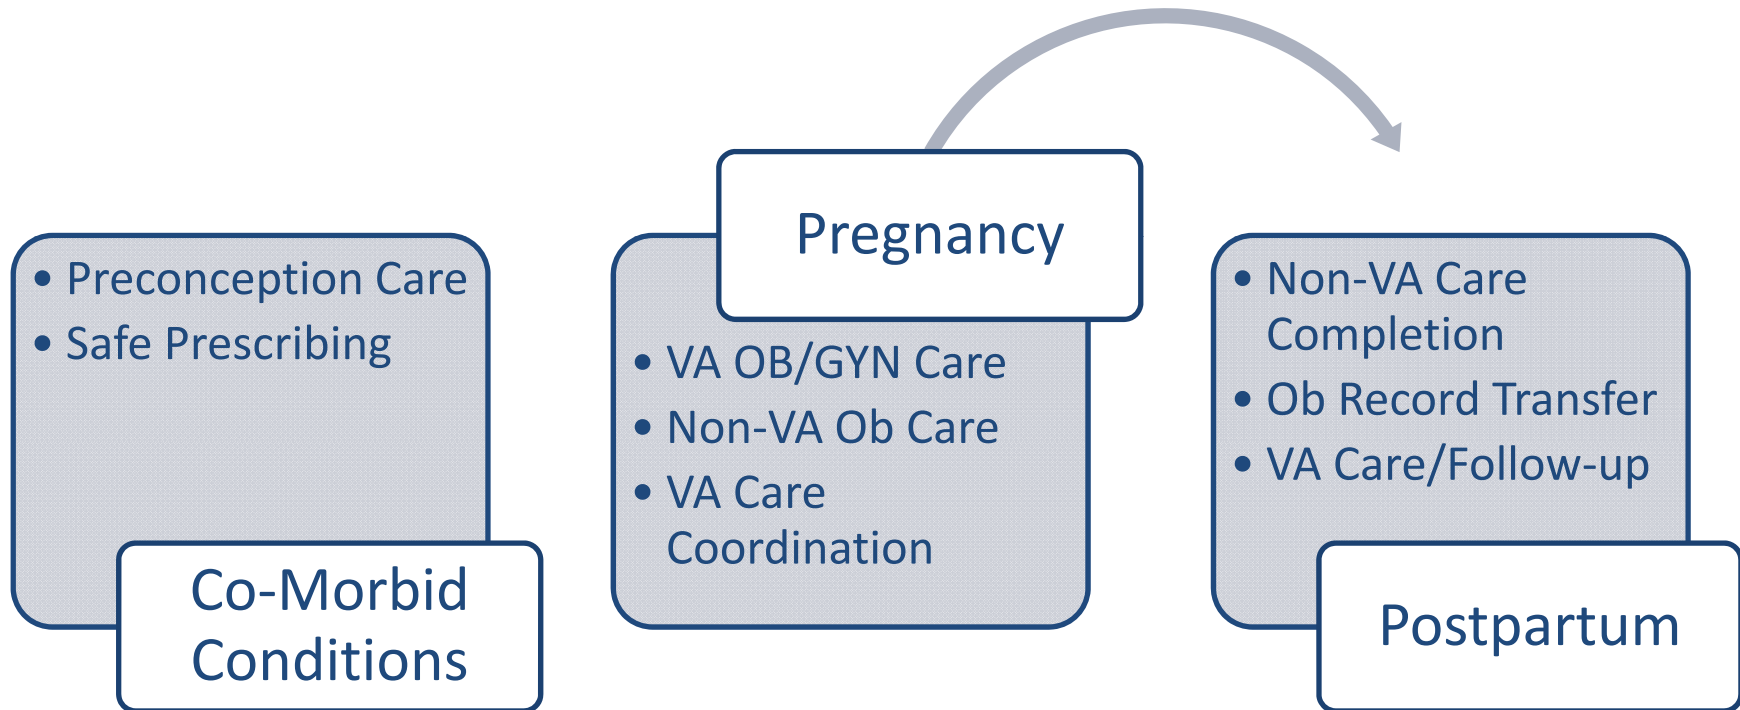 • Preconception Care
• Safe Prescribing
Co-Morbid
Conditions
Pregnancy
• VA OB/GYN Care
• Non-VA Ob Care
• VA Care
Coordination
• Non-VA Care
Completion
• Ob Record Transfer
• VA Care/Follow-up
Postpartum